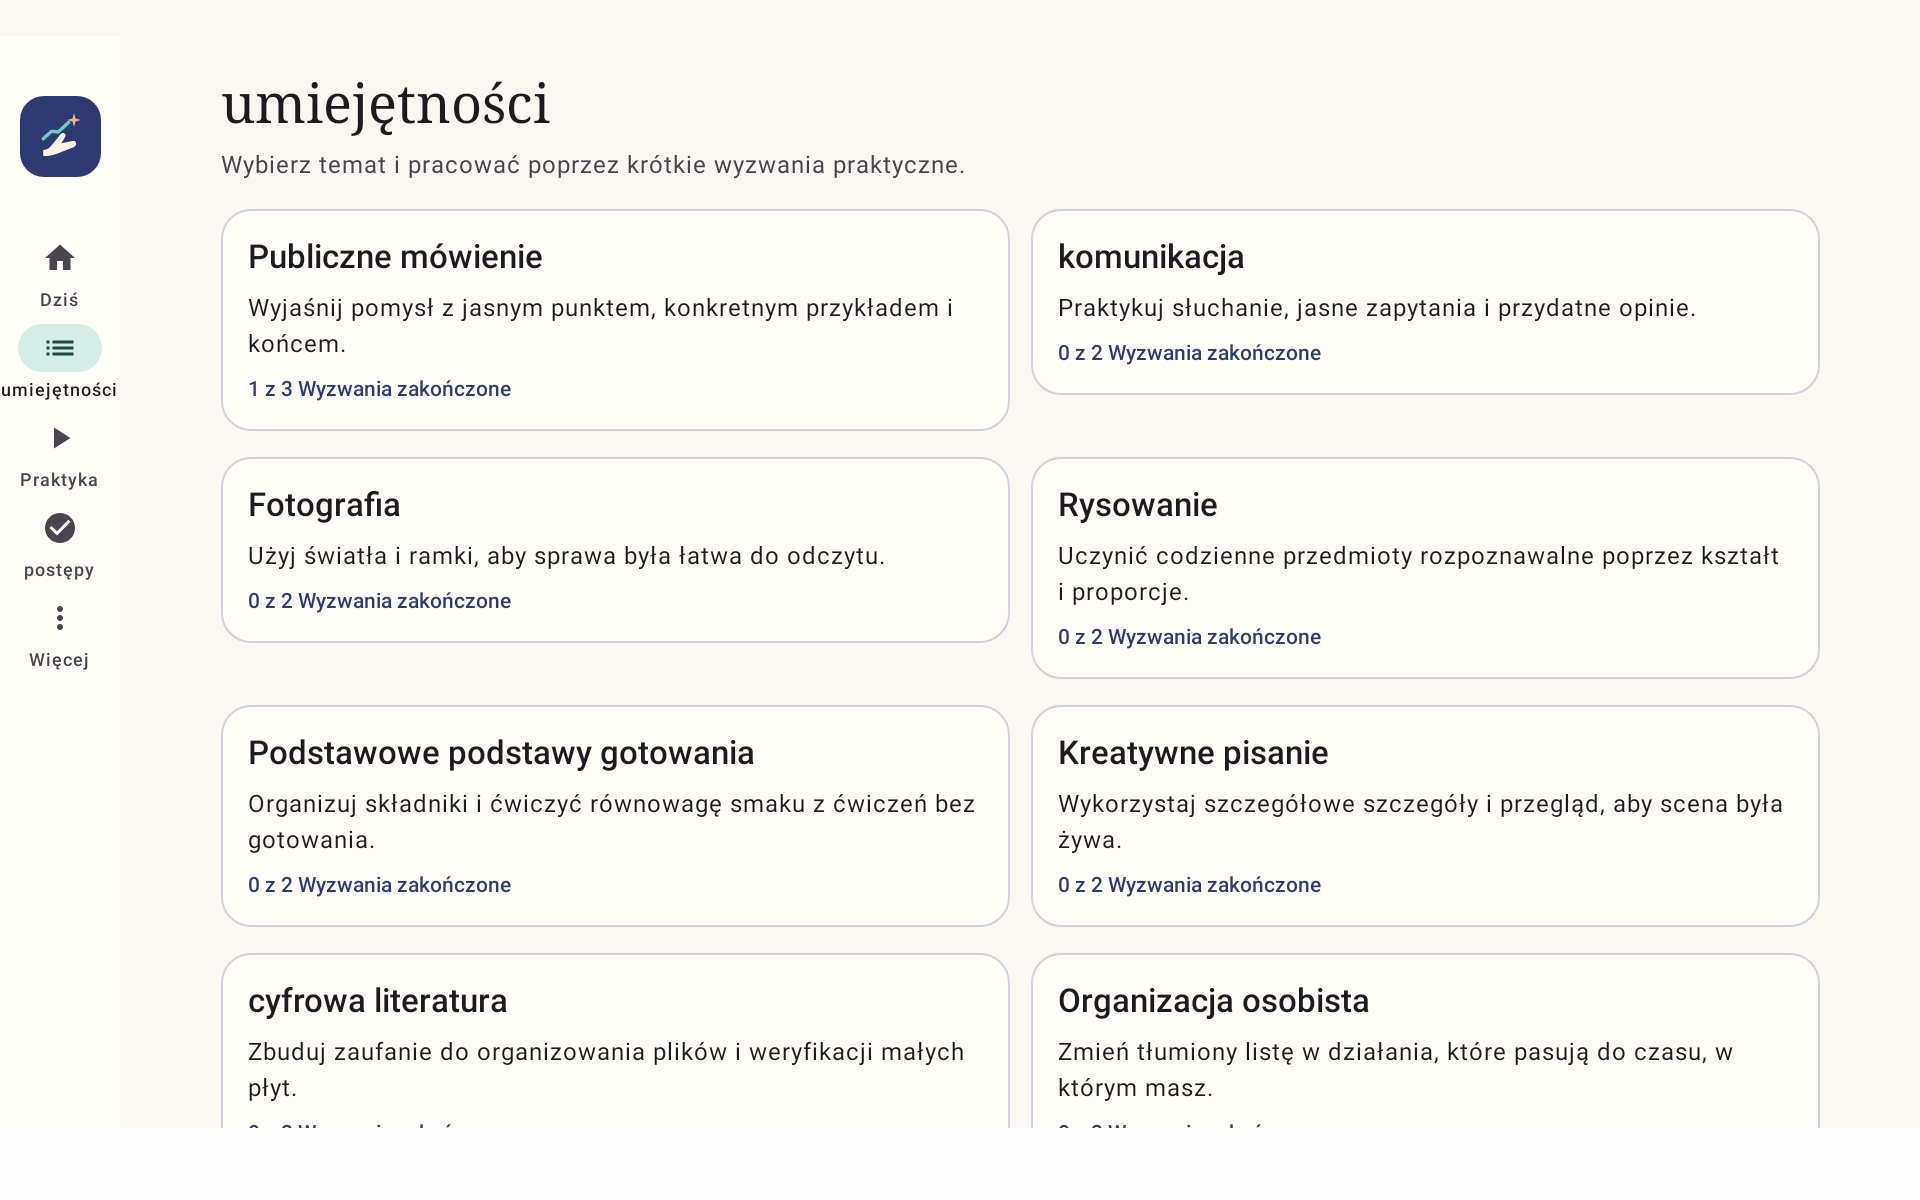 umiejętności
Wybierz temat i pracować poprzez krótkie wyzwania praktyczne.
Dziś
umiejętności
Praktyka
postępy
Więcej
Publiczne mówienie
Wyjaśnij pomysł z jasnym punktem, konkretnym przykładem i
końcem.
1 z 3 Wyzwania zakończone
komunikacja
Praktykuj słuchanie, jasne zapytania i przydatne opinie.
0 z 2 Wyzwania zakończone
Fotografia
Użyj światła i ramki, aby sprawa była łatwa do odczytu.
0 z 2 Wyzwania zakończone
Rysowanie
Uczynić codzienne przedmioty rozpoznawalne poprzez kształt
i proporcje.
0 z 2 Wyzwania zakończone
Podstawowe podstawy gotowania
Organizuj składniki i ćwiczyć równowagę smaku z ćwiczeń bez
gotowania.
0 z 2 Wyzwania zakończone
Kreatywne pisanie
Wykorzystaj szczegółowe szczegóły i przegląd, aby scena była
żywa.
0 z 2 Wyzwania zakończone
cyfrowa literatura
Zbuduj zaufanie do organizowania plików i weryfikacji małych
płyt.
Organizacja osobista
Zmień tłumiony listę w działania, które pasują do czasu, w
którym masz.